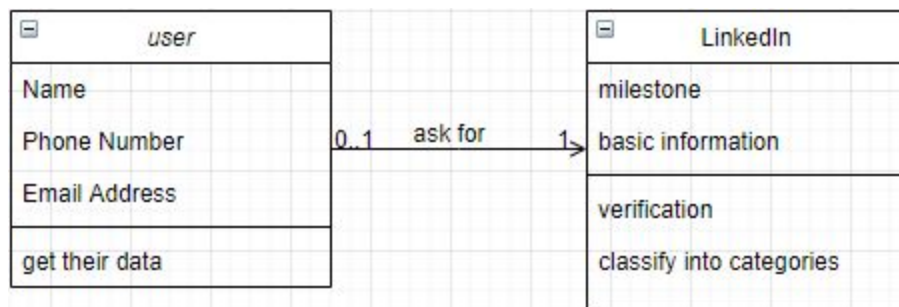 user
Name
Phone Number
Email Address
get their data
0..1
ask for
1
LinkedIn
milestone
basic information
verification
classify into categories